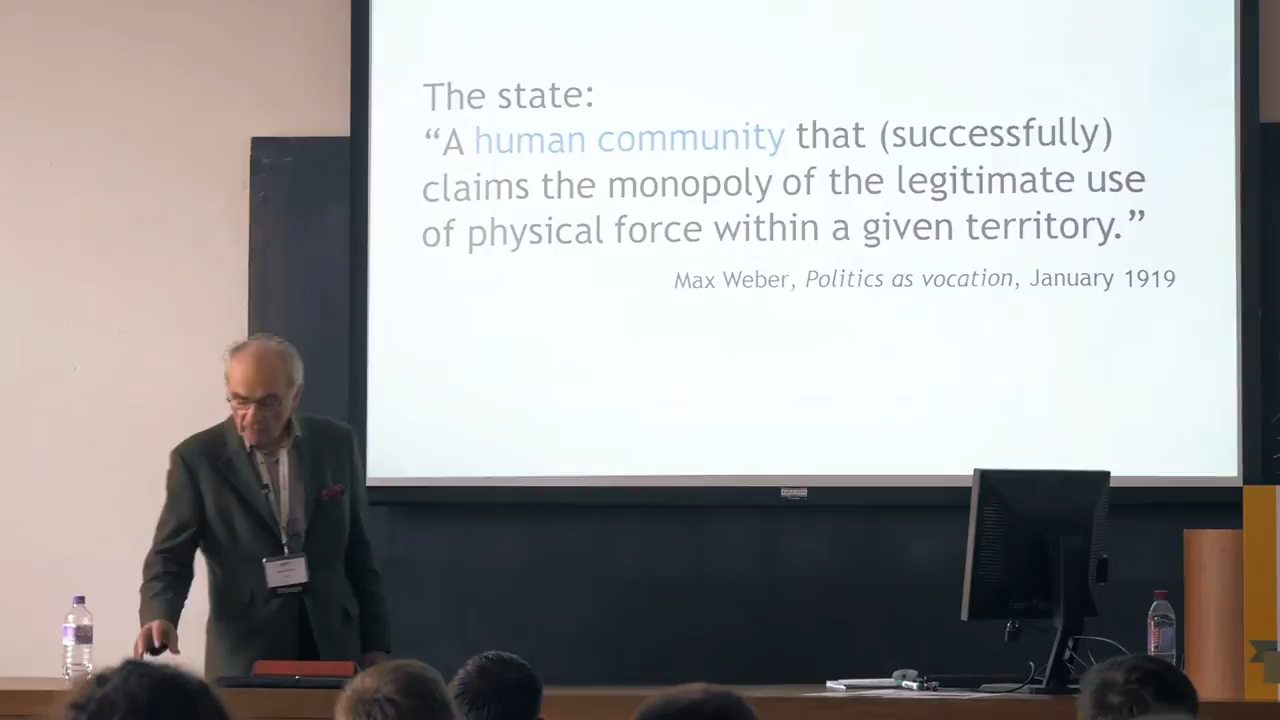 The state:
“A human community that (successfully)
claims the monopoly of the legitimate use
of physical force within a given territory.”
Max Weber, Politics as vocation, January 1919